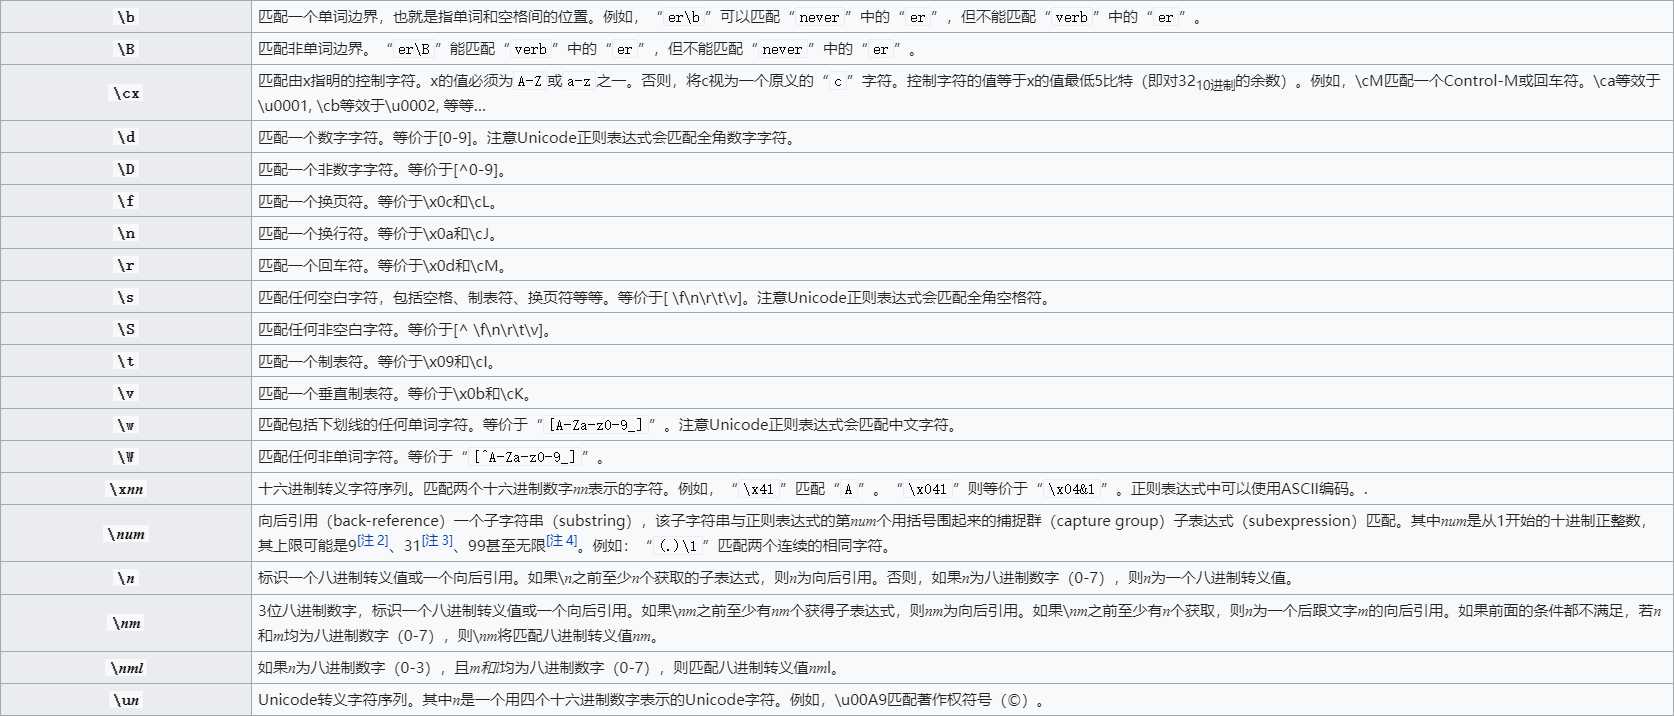 \b 匹配一个单词边界，也就是指单词和空格间的位置。例如，“er\b”可以匹配“never”中的“er”，但不能匹配“verb”中的“er”。
\B 匹配非单词边界。“er\B”能匹配“verb”中的“er”，但不能匹配“never”中的“er”。
\cx 匹配由x指明的控制字符。x的值必须为A-Z或a-z之一。否则，将c视为一个原义的“c”字符。控制字符的值等于x的值最低5比特（即对3210进制的余数）。例如，\cM匹配一个Control-M或回车符。\ca等效于
\u0001, \cb等效于\u0002, 等等...
\d 匹配一个数字字符。等价于[0-9]。注意Unicode正则表达式会匹配全角数字字符。
\D 匹配一个非数字字符。等价于[^0-9]。
\f 匹配一个换页符。等价于\x0c和\cL。
\n 匹配一个换行符。等价于\x0a和\cJ。
\r 匹配一个回车符。等价于\x0d和\cM。
\s 匹配任何空白字符，包括空格、制表符、换页符等等。等价于[ \f\n\r\t\v]。注意Unicode正则表达式会匹配全角空格符。
\S 匹配任何非空白字符。等价于[^ \f\n\r\t\v]。
\t 匹配一个制表符。等价于\x09和\cI。
\v 匹配一个垂直制表符。等价于\x0b和\cK。
\w 匹配包括下划线的任何单词字符。等价于“[A-Za-z0-9_]”。注意Unicode正则表达式会匹配中文字符。
\W 匹配任何非单词字符。等价于“[^A-Za-z0-9_]”。
\xnn 十六进制转义字符序列。匹配两个十六进制数字nn表示的字符。例如，“\x41”匹配“A”。“\x041”则等价于“\x04&1”。正则表达式中可以使用ASCII编码。.
\num 向后引用（back-reference）一个子字符串（substring），该子字符串与正则表达式的第num个用括号围起来的捕捉群（capture group）子表达式（subexpression）匹配。其中num是从1开始的十进制正整数，
其上限可能是9[注 2]、31[注 3]、99甚至无限[注 4]。例如：“(.)\1”匹配两个连续的相同字符。
\n 标识一个八进制转义值或一个向后引用。如果\n之前至少n个获取的子表达式，则n为向后引用。否则，如果n为八进制数字（0-7），则n为一个八进制转义值。
\nm 3位八进制数字，标识一个八进制转义值或一个向后引用。如果\nm之前至少有nm个获得子表达式，则nm为向后引用。如果\nm之前至少有n个获取，则n为一个后跟文字m的向后引用。如果前面的条件都不满足，若n
和m均为八进制数字（0-7），则\nm将匹配八进制转义值nm。
\nml 如果n为八进制数字（0-3），且m和l均为八进制数字（0-7），则匹配八进制转义值nml。
\un Unicode转义字符序列。其中n是一个用四个十六进制数字表示的Unicode字符。例如，\u00A9匹配著作权符号（©）。